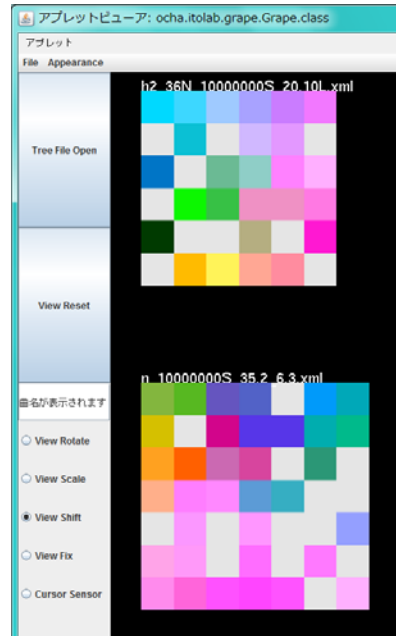 アプレットビューア: ocha.itolab.grape.Grape.class
アプレット
File Appearance
Tree File Open
View Reset
曲名が表示されます
View Rotate
View Scale
View Shift
View Fix
Cursor Sensor
h2_36N_10000000S_20.10L.xml
n_10000000S_35.2_6.3.xml